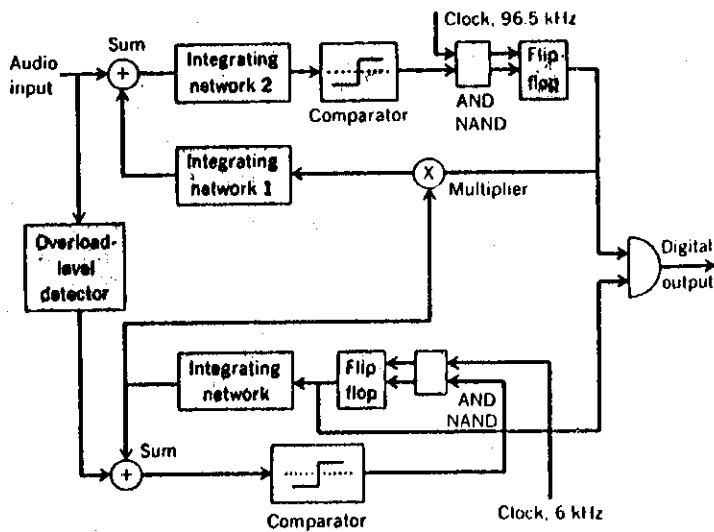 Clock, 96.5 kHz
Sum
Audio
input
+
Integrating
network 2
Comparator
AND
NAND
Flip-
flop
Integrating
network 1
X
Multiplier
Overload-
level
detector
Digital
output
Integrating
network
Flip
flop
AND
NAND
+
Sum
Comparator
Clock, 6 kHz